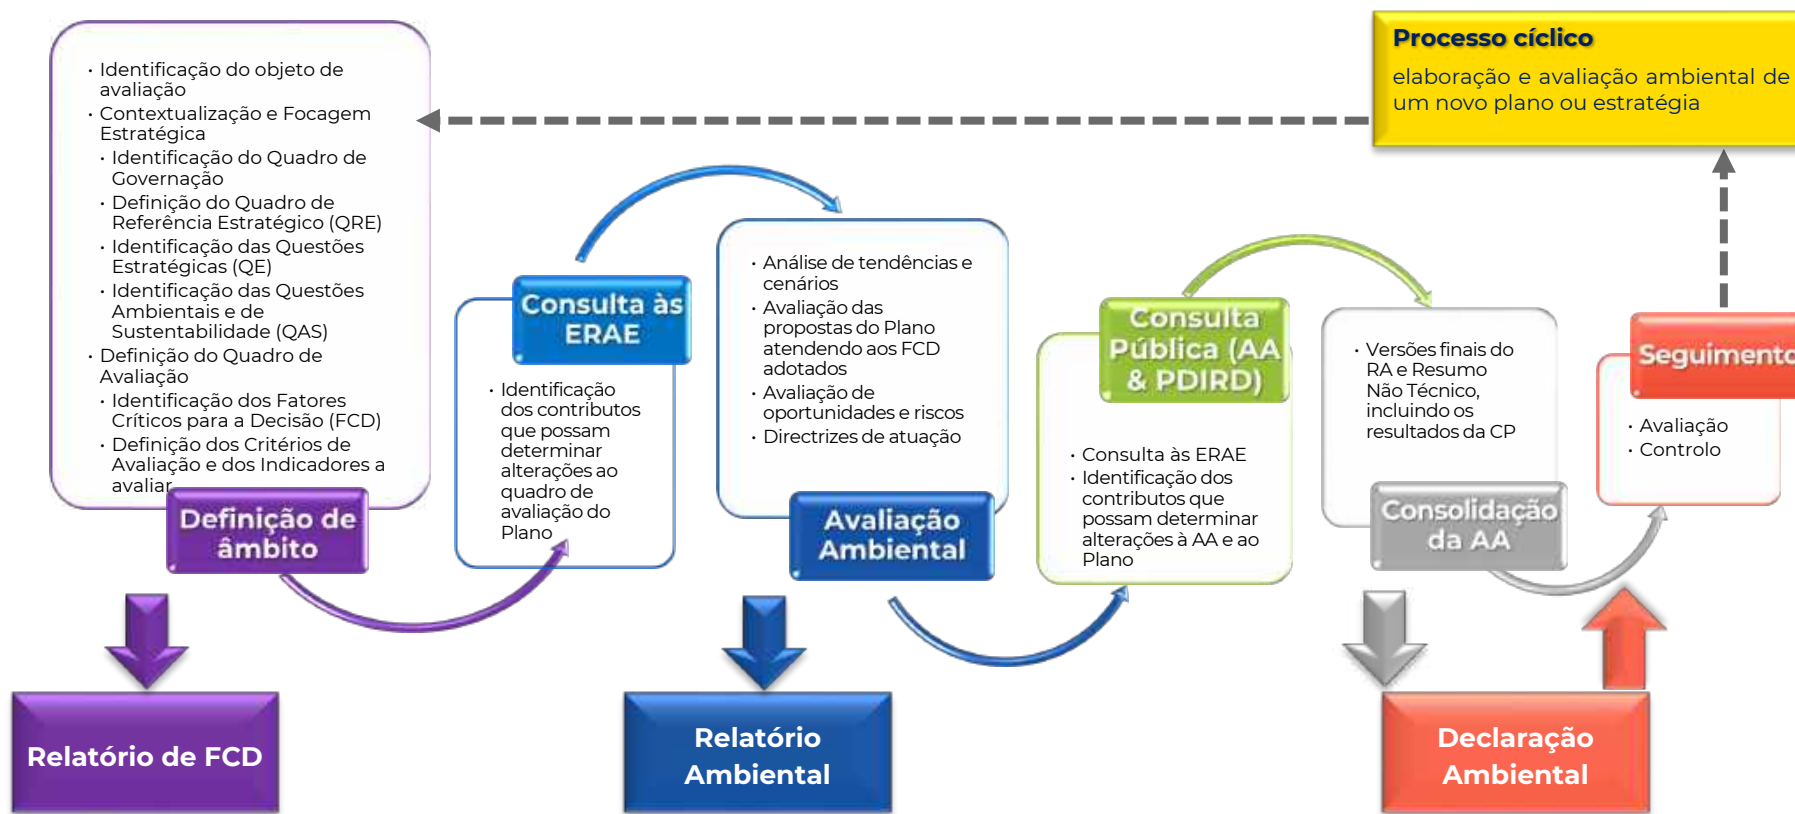 · Identificação do objeto de
avaliação
· Contextualização e Focagem
Estratégica
· Identificação do Quadro de
Governação
· Definição do Quadro de
Referência Estratégico (QRE)
· Identificação das Questões
Estratégicas (QE)
· Identificação das Questões
Ambientais e de
Sustentabilidade (QAS)
· Definição do Quadro de
Avaliação
· Identificação dos Fatores
Críticos para a Decisão (FCD)
· Definição dos Critérios de
Avaliação e dos Indicadores a
avaliar
Definição de
âmbito
Relatório de FCD
Consulta às
ERAE
· Identificação
dos contributos
que possam
determinar
alterações ao
quadro de
avaliação do
Plano
· Análise de tendências e
cenários
· Avaliação das
propostas do Plano
atendendo aos FCD
adotados
· Avaliação de
oportunidades e riscos
· Directrizes de atuação
Avaliação
Ambiental
Relatório
Ambiental
Consulta
Pública (AA
& PDIRD)
· Consulta às ERAE
· Identificação dos
contributos que
possam determinar
alterações à AA e ao
Plano
· Versões finais do
RA e Resumo
Não Técnico,
incluindo os
resultados da CP
Consolidação
da AA
Declaração
Ambiental
Seguimento
· Avaliação
· Controlo
Processo cíclico
elaboração e avaliação ambiental de
um novo plano ou estratégia